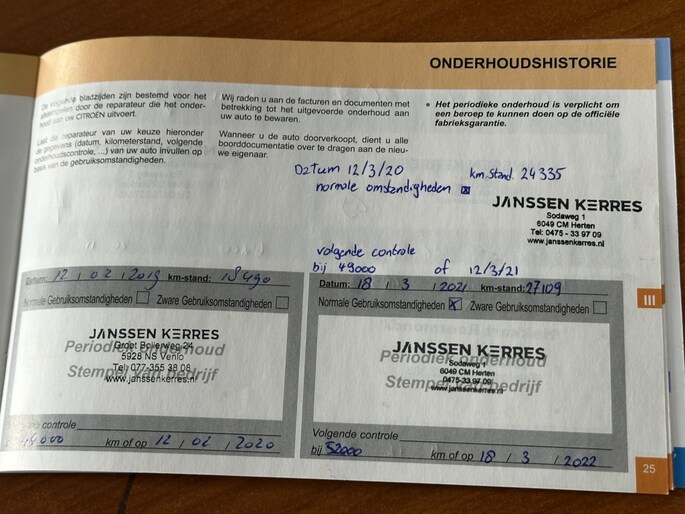 ONDERHOUDSHISTORIE
bladzijden zijn bestemd voor het
door de reparateur die het onder-
houd van uw CITROËN uitvoert.
reparateur van uw keuze hieronder
gegevens (datum, kilometerstand, volgende
onderhoudscontrole, ...) van uw auto invullen op
basis van de gebruiksomstandigheden.
Wij raden u aan de facturen en documenten met
betrekking tot het uitgevoerde onderhoud aan
uw auto te bewaren.
Wanneer u de auto doorverkoopt, dient u alle
boorddocumentatie over te dragen aan de nieu-
we eigenaar.
• Het periodieke onderhoud is verplicht om
een beroep te kunnen doen op de officiële
fabrieksgarantie.
Datum 12/3/20 km.stand. 24335
normale omstandigheden ☒
JANSSEN KERRES
Sodaweg 1
6049 CM Herten
Tel: 0475 - 33 97 09
www.janssenkerres.nl
volgende controle
bij 49000 of 12/3/21
Datum: 12 / 02 / 2019 km-stand: 18490
Normale Gebruiksomstandigheden ☐ Zware Gebruiksomstandigheden ☐
JANSSEN KERRES
Groot Bollerweg 24
5928 NS Venlo
Tel 077-355 38 08
www.janssenkerres.nl
Periodiek onderhoud
Stempel van bedrijf
controle
km of op 12 / 02 / 2020
Datum: 18 / 3 / 2021 km-stand: 27109
Normale Gebruiksomstandigheden ☒ Zware Gebruiksomstandigheden ☐
JANSSEN KERRES
Periodiek onderhoud
Sodaweg 1
6049 CM Herten
0475-33 97 09
www.janssenkerres.nl
Stempel van bedrijf
Volgende controle
bij 52000 km of op 18 / 3 / 2022
III
25